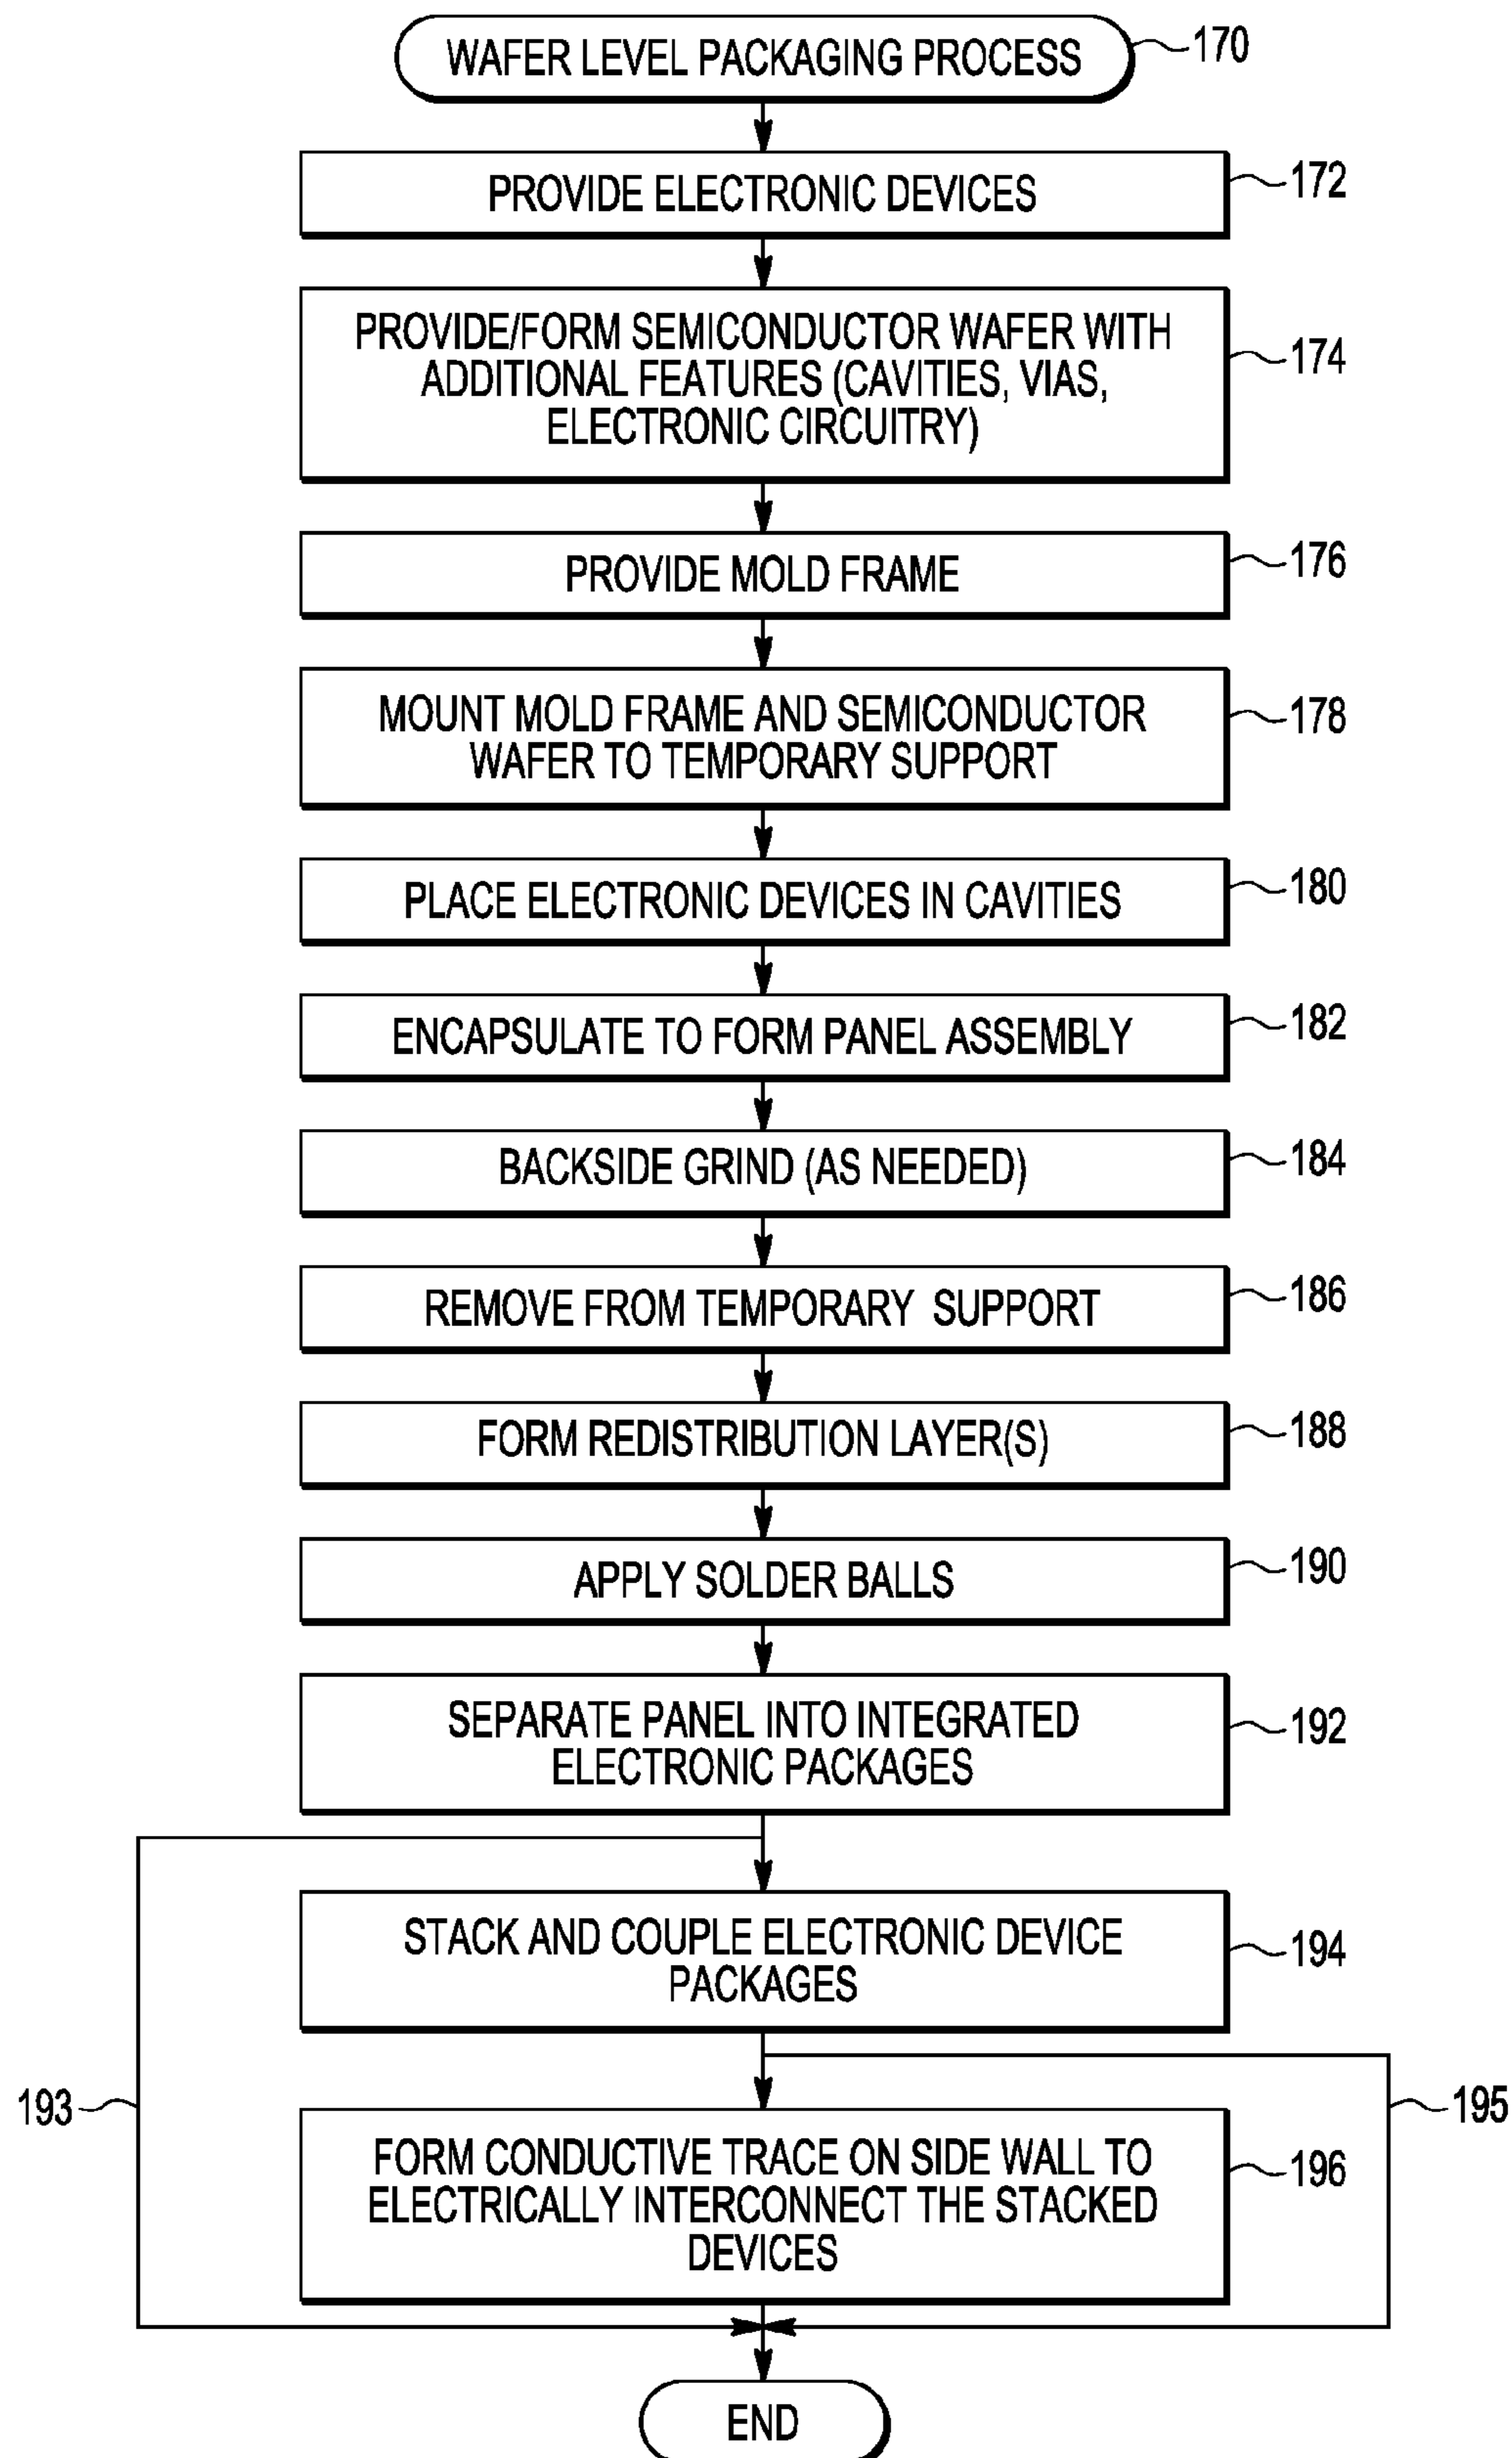 WAFER LEVEL PACKAGING PROCESS
170
PROVIDE ELECTRONIC DEVICES
172
PROVIDE/FORM SEMICONDUCTOR WAFER WITH
ADDITIONAL FEATURES (CAVITIES, VIAS,
ELECTRONIC CIRCUITRY)
174
PROVIDE MOLD FRAME
176
MOUNT MOLD FRAME AND SEMICONDUCTOR
WAFER TO TEMPORARY SUPPORT
178
PLACE ELECTRONIC DEVICES IN CAVITIES
180
ENCAPSULATE TO FORM PANEL ASSEMBLY
182
BACKSIDE GRIND (AS NEEDED)
184
REMOVE FROM TEMPORARY SUPPORT
186
FORM REDISTRIBUTION LAYER(S)
188
APPLY SOLDER BALLS
190
SEPARATE PANEL INTO INTEGRATED
ELECTRONIC PACKAGES
192
STACK AND COUPLE ELECTRONIC DEVICE
PACKAGES
194
193
195
FORM CONDUCTIVE TRACE ON SIDE WALL TO
ELECTRICALLY INTERCONNECT THE STACKED
DEVICES
196
END